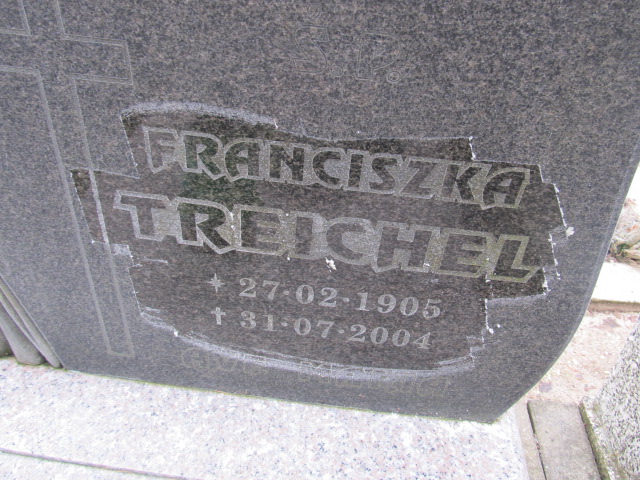 FRANCISZKA
TREICHEL
* 27-02-1905
† 31-07-2004